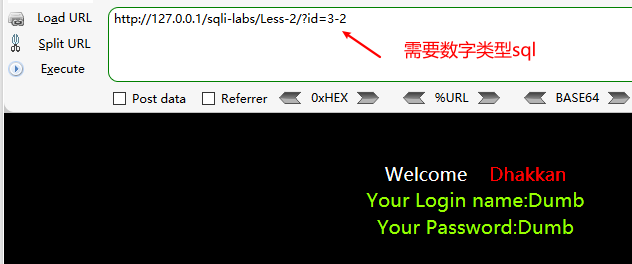 Load URL
http://127.0.0.1/sqli-labs/Less-2/?id=3-2
Split URL
需要数字类型sql
Execute
Post data Referrer 0xHEX %URL BASE64
Welcome Dhakkan
Your Login name:Dumb
Your Password:Dumb